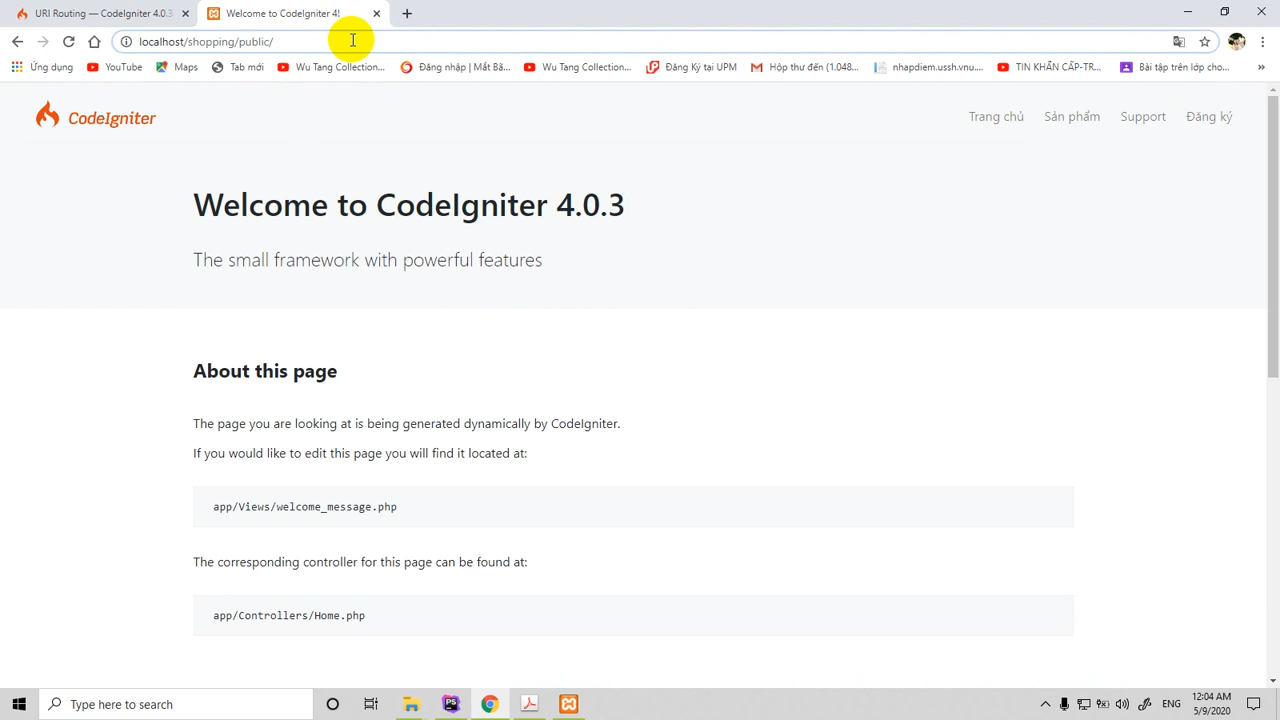 URI Routing — CodeIgniter 4.0.3
Welcome to CodeIgniter 4!
localhost/shopping/public/
Ứng dụng
YouTube
Maps
Tab mới
Wu Tang Collection...
Đăng nhập | Mắt Bã...
Wu Tang Collection...
Đăng Ký tại UPM
Hộp thư đến (1.048...
nhapdiem.ussh.vnu....
TIN KHẨN CẤP-TR...
Bài tập trên lớp cho...
»
CodeIgniter
Trang chủ
Sản phẩm
Support
Đăng ký
Welcome to CodeIgniter 4.0.3
The small framework with powerful features
About this page
The page you are looking at is being generated dynamically by CodeIgniter.
If you would like to edit this page you will find it located at:
app/Views/welcome_message.php
The corresponding controller for this page can be found at:
app/Controllers/Home.php
Type here to search
PS
ENG
12:04 AM
5/9/2020